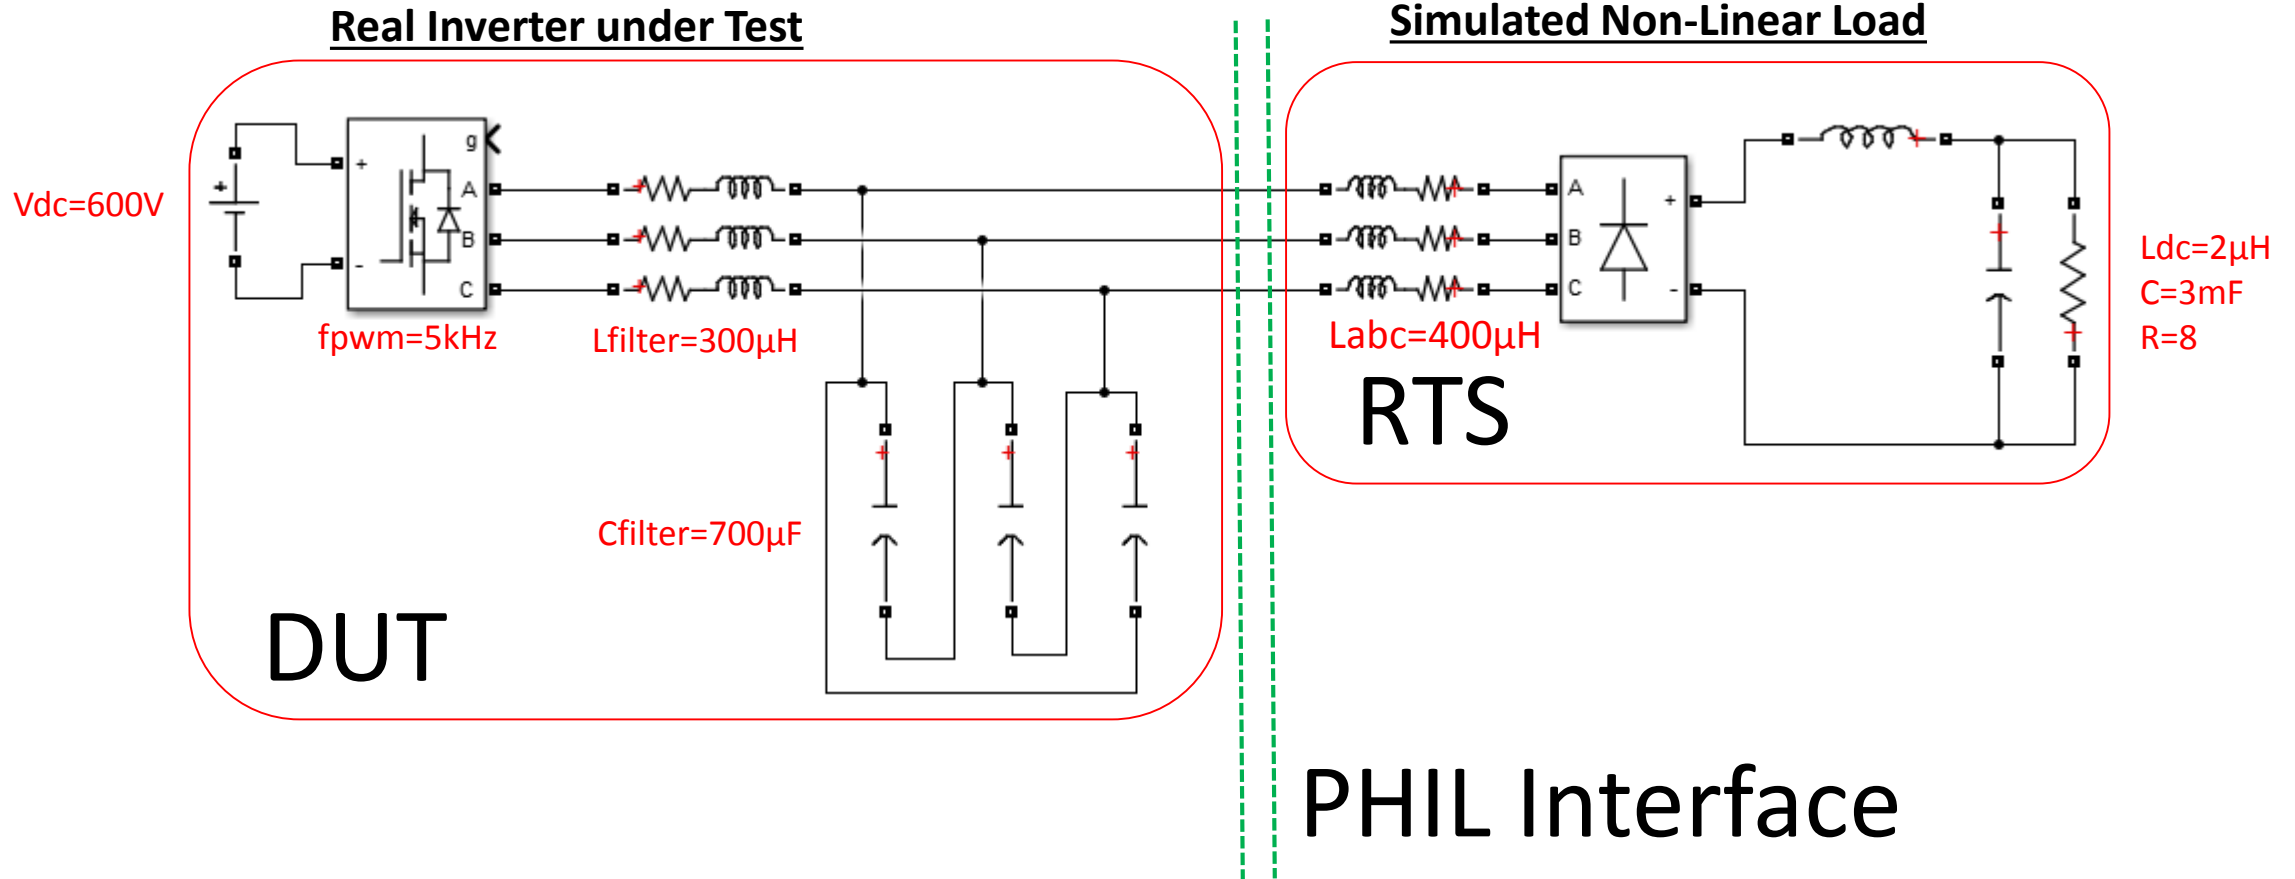 Real Inverter under Test
Simulated Non-Linear Load
Vdc=600V
+
+
-
g
A
B
C
fpwm=5kHz
Lfilter=300µH
Cfilter=700µF
DUT
Labc=400µH
A
B
C
+
-
RTS
Ldc=2µH
C=3mF
R=8
PHIL Interface